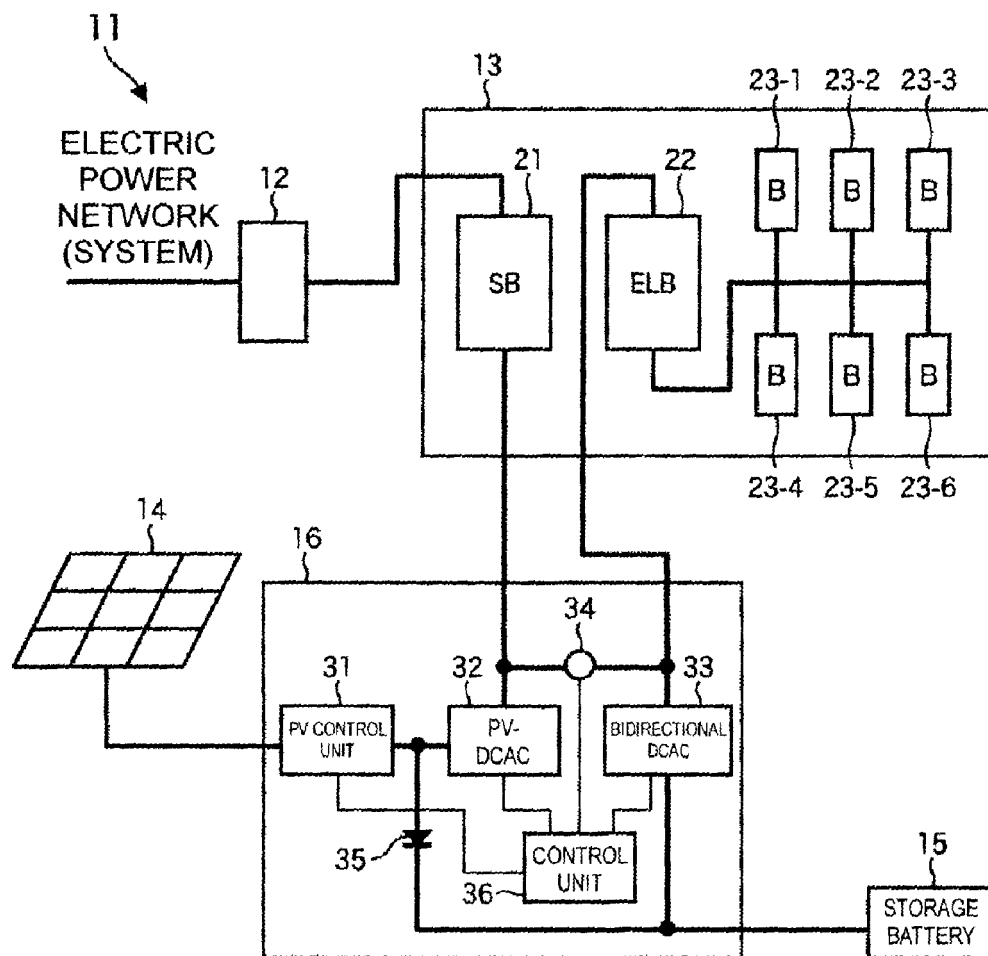 11
ELECTRIC
POWER
NETWORK
(SYSTEM)
12
13
21
SB
22
ELB
23-1
23-2
23-3
B
B
B
B
B
B
23-4
23-5
23-6
14
16
34
31
PV CONTROL
UNIT
32
PV-
DCAC
33
BIDIRECTIONAL
DCAC
35
36
CONTROL
UNIT
15
STORAGE
BATTERY